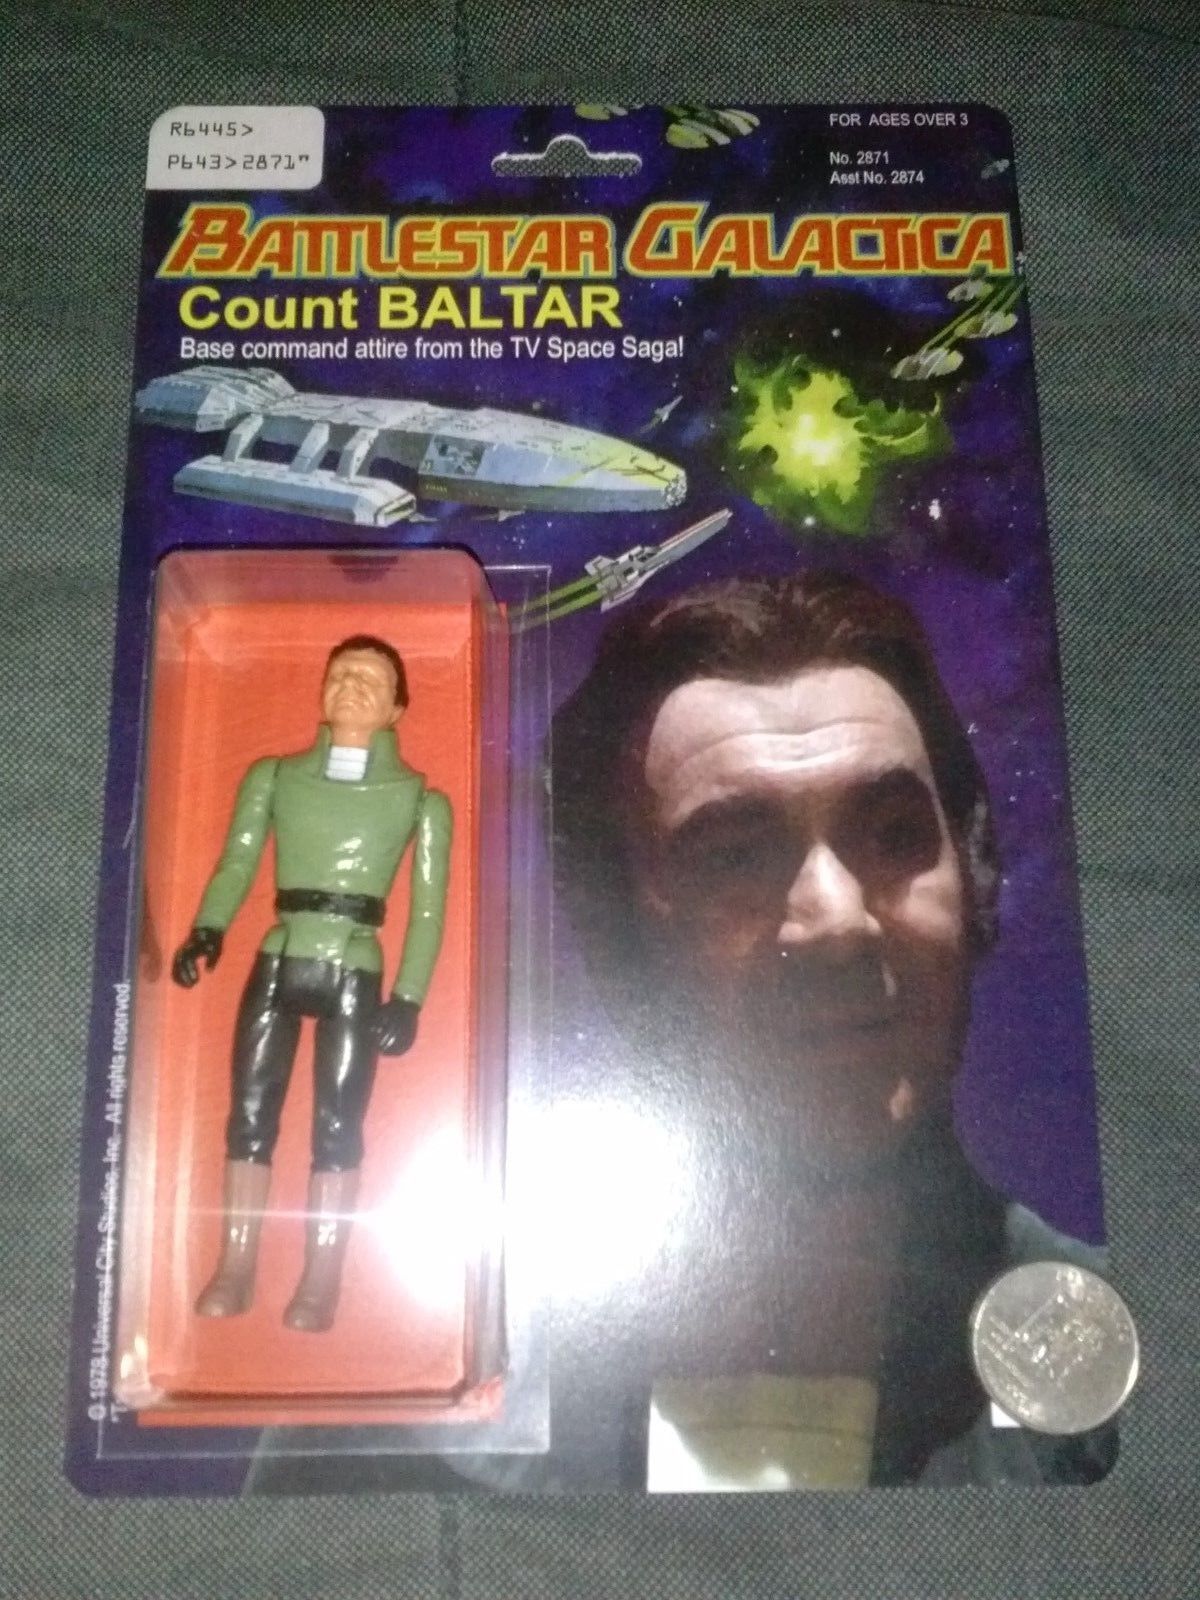 R6445>
P643>2871"
FOR AGES OVER 3
No. 2871
Asst No. 2874
BATTLESTAR GALACTICA
Count BALTAR
Base command attire from the TV Space Saga!
© 1978 Universal City Studios, Inc. All rights reserved.